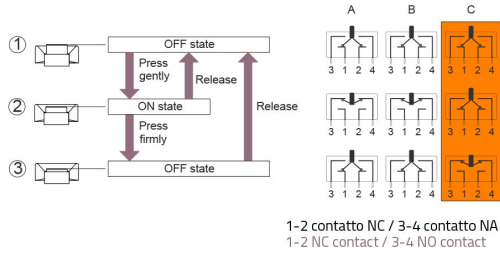 A B C
1 OFF state
3 1 2 4 3 1 2 4 3 1 2 4
Press
gently
Release
2 ON state
Release
3 1 2 4 3 1 2 4 3 1 2 4
Press
firmly
3 OFF state
3 1 2 4 3 1 2 4 3 1 2 4
1-2 contatto NC / 3-4 contatto NA
1-2 NC contact / 3-4 NO contact